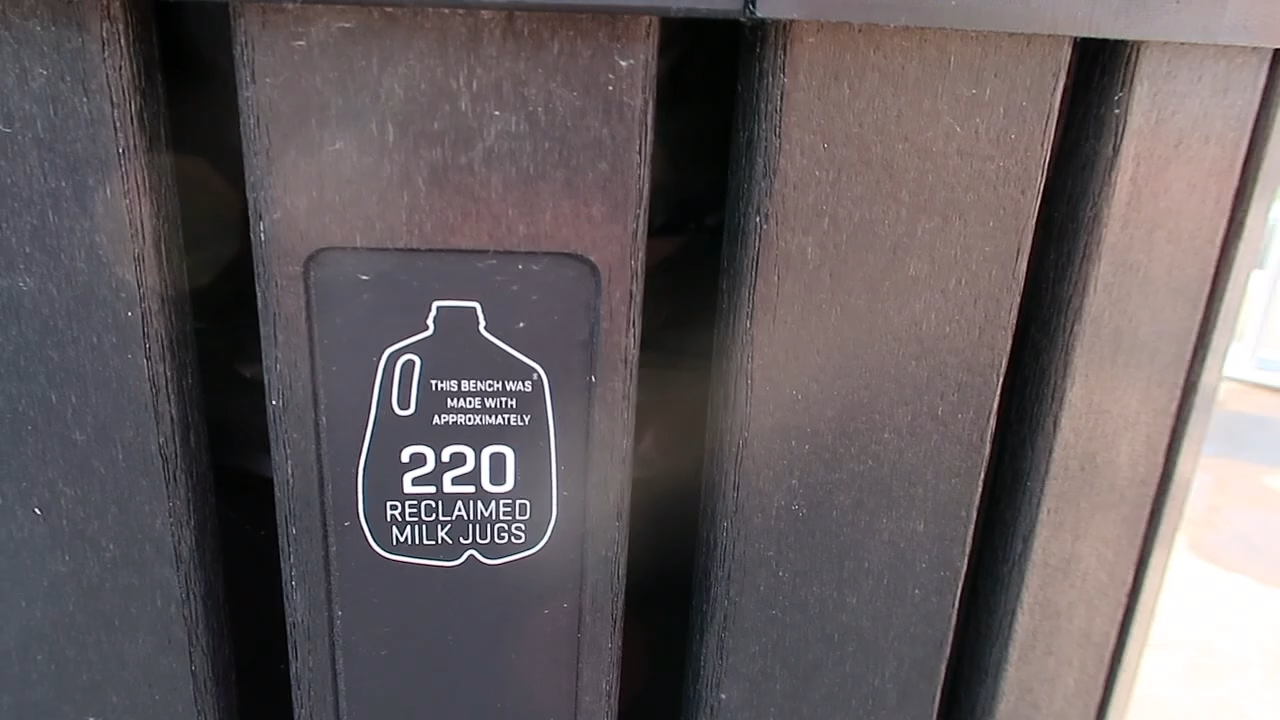 THIS BENCH WAS
MADE WITH
APPROXIMATELY
220
RECLAIMED
MILK JUGS